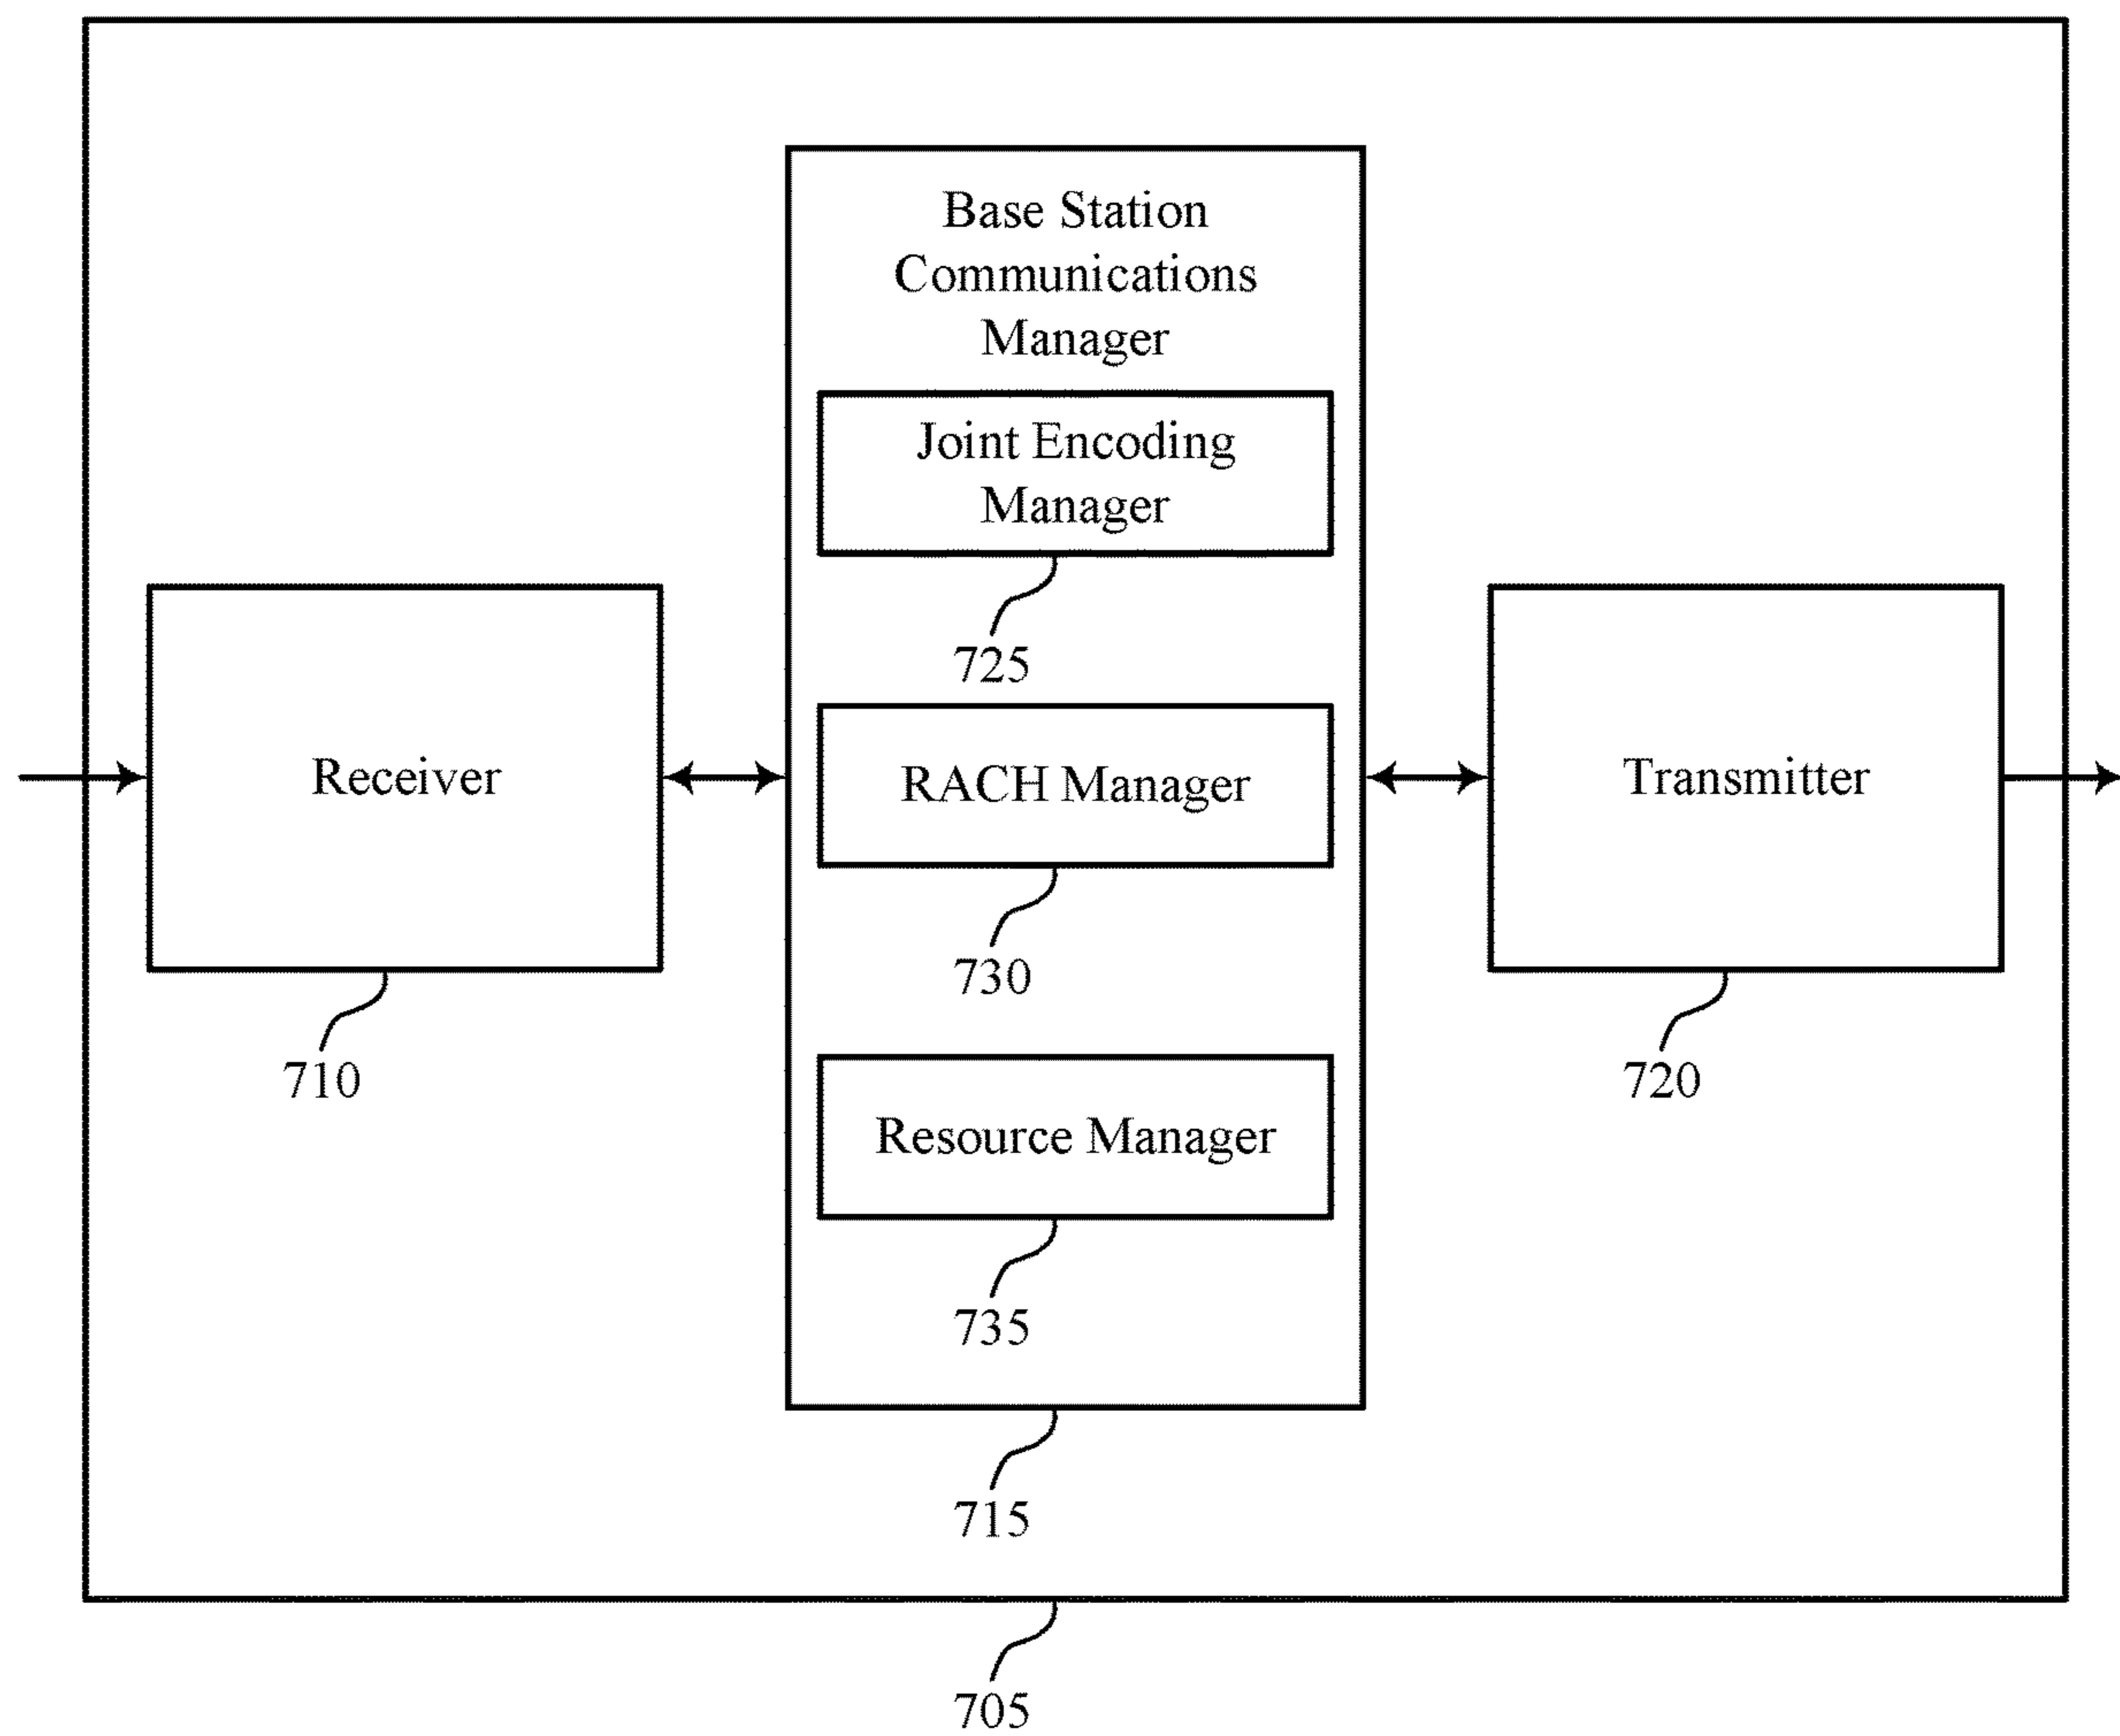 Base Station
Communications
Manager
Joint Encoding
Manager
725
Receiver
RACH Manager
Transmitter
730
710
720
Resource Manager
735
715
705